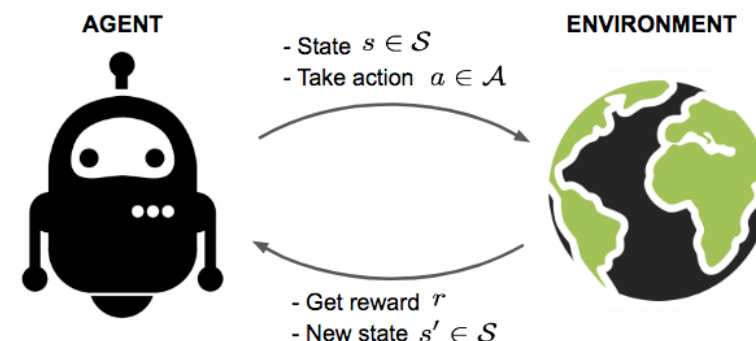 AGENT
ENVIRONMENT
- State s ∈ 𝒮
- Take action a ∈ 𝒜
- Get reward r
- New state s′ ∈ 𝒮